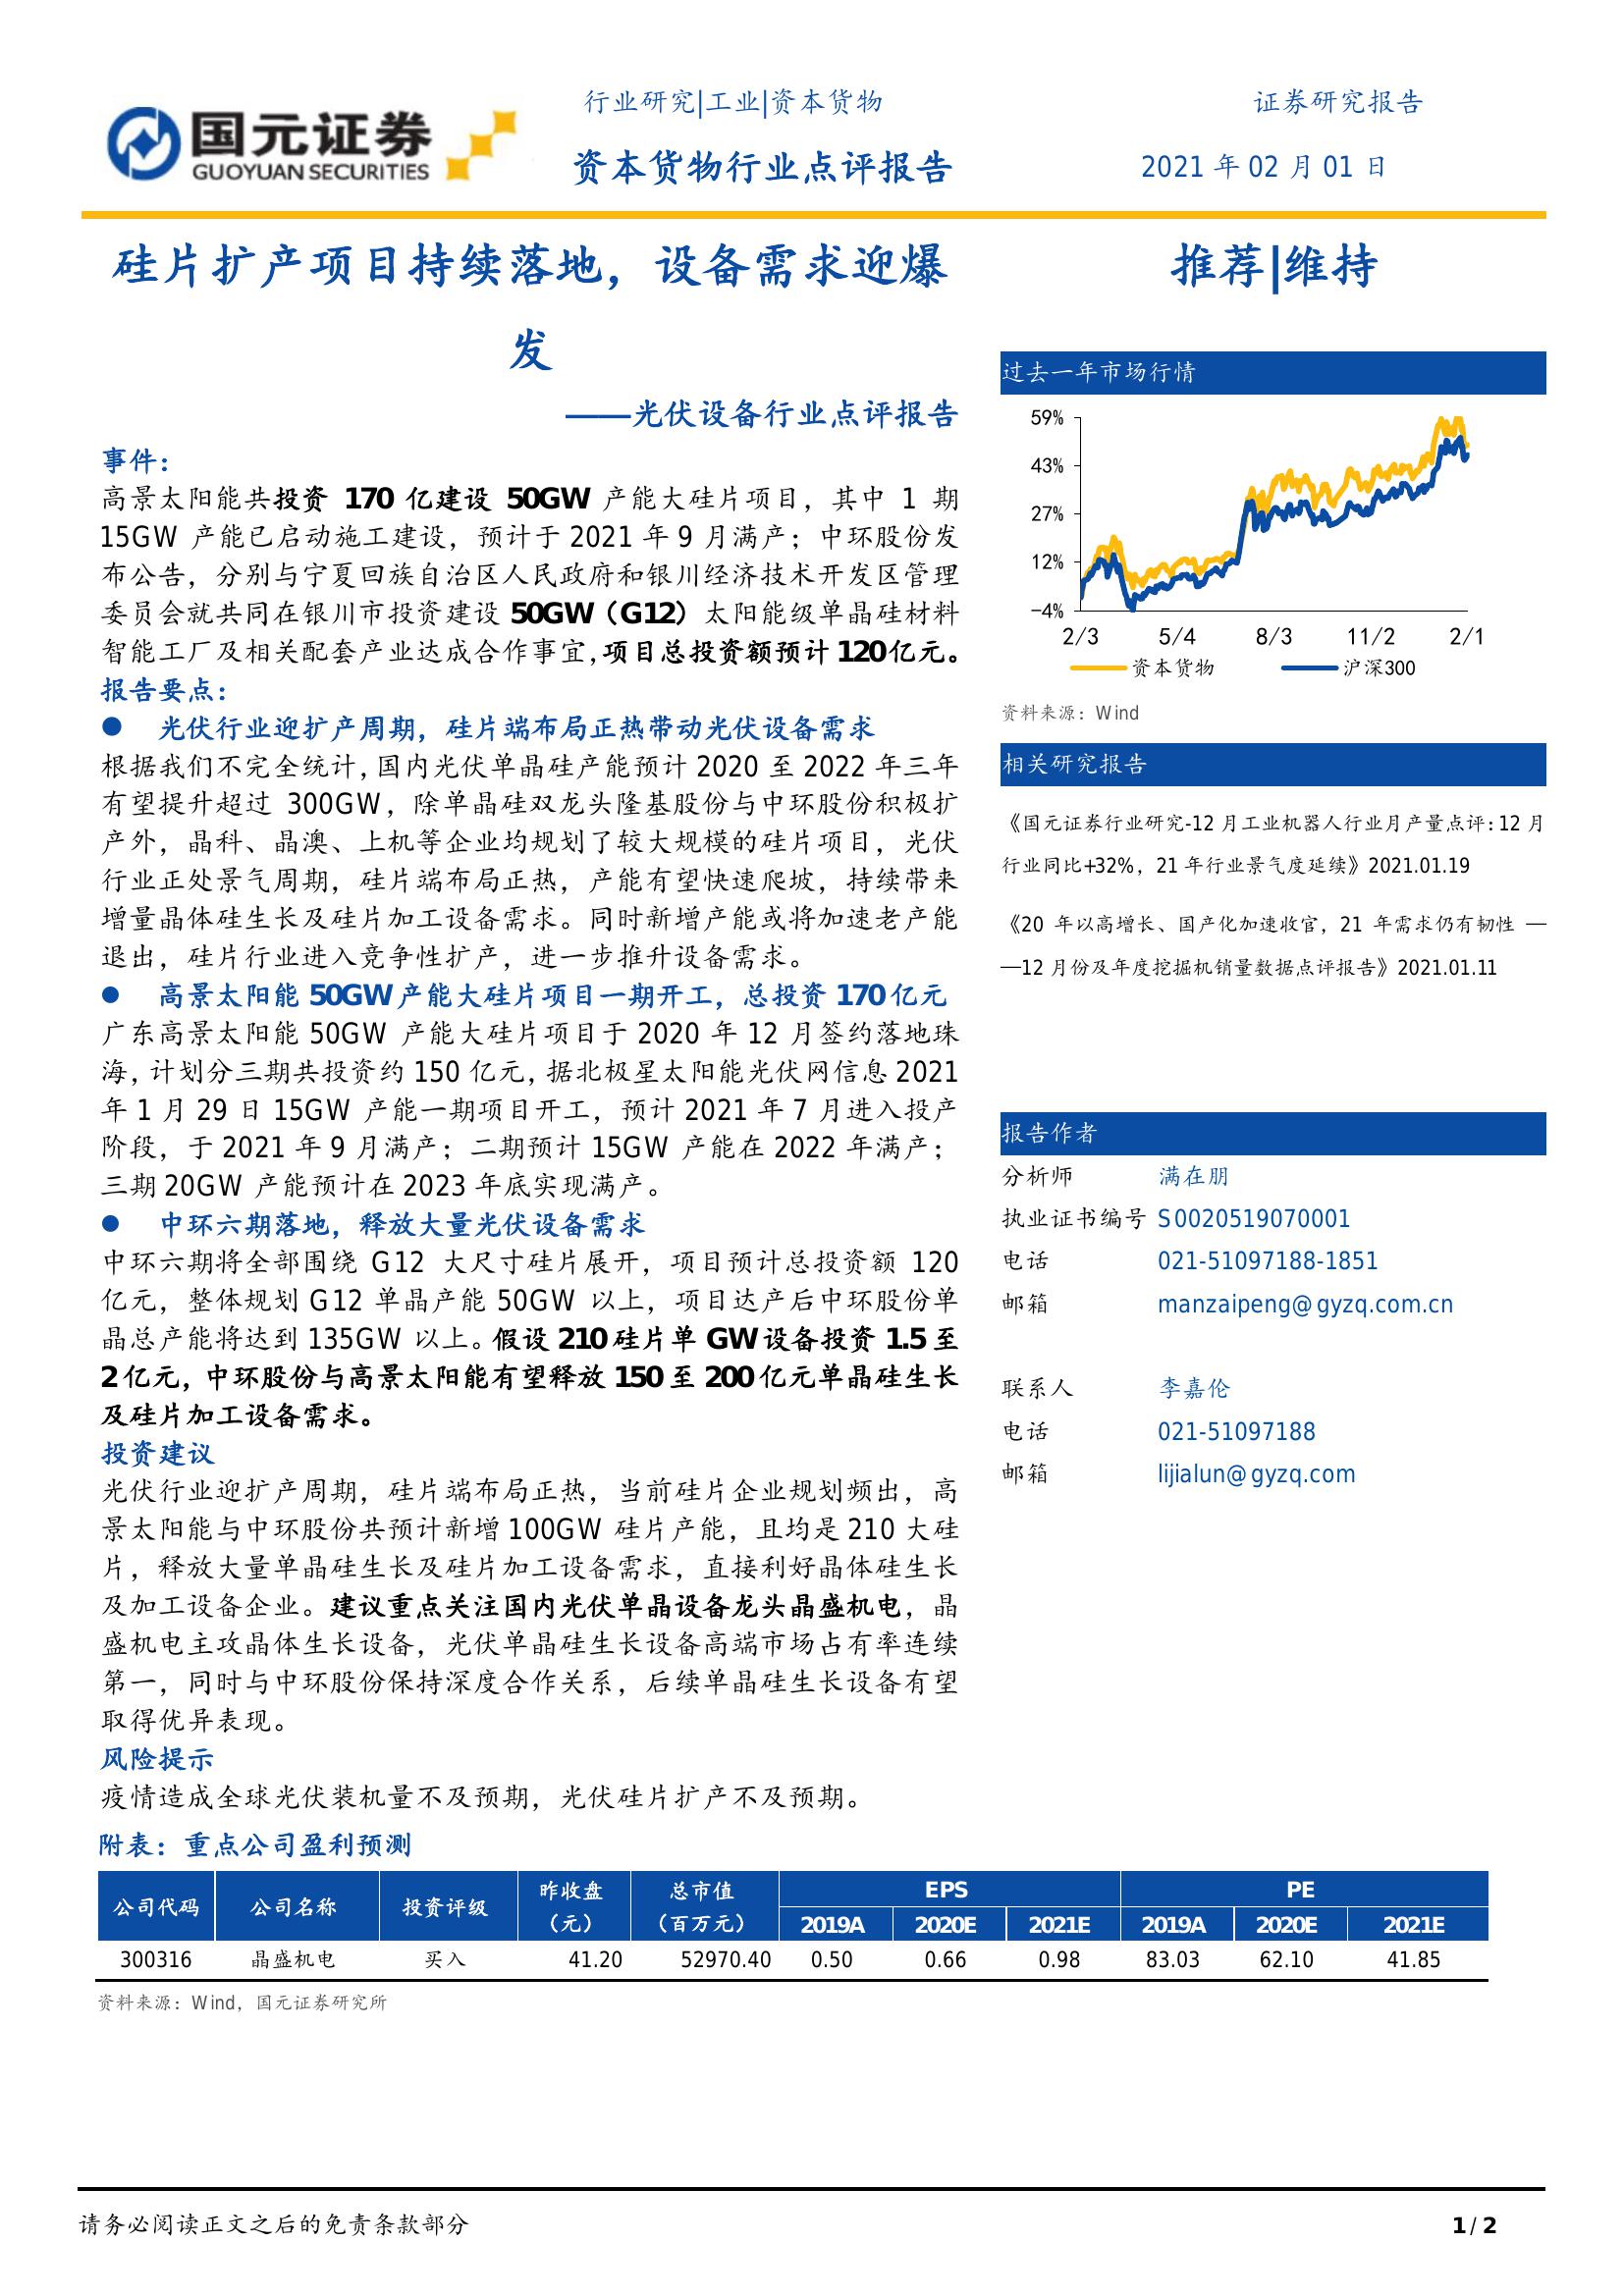 国元证券
GUOYUAN SECURITIES
行业研究|工业|资本货物
资本货物行业点评报告
证券研究报告
2021 年 02 月 01 日
硅片扩产项目持续落地，设备需求迎爆
发
——光伏设备行业点评报告
事件：
高景太阳能共投资 170 亿建设 50GW 产能大硅片项目，其中 1 期
15GW 产能已启动施工建设，预计于 2021 年 9 月满产；中环股份发
布公告，分别与宁夏回族自治区人民政府和银川经济技术开发区管理
委员会就共同在银川市投资建设 50GW（G12）太阳能级单晶硅材料
智能工厂及相关配套产业达成合作事宜，项目总投资额预计 120亿元。
报告要点：
● 光伏行业迎扩产周期，硅片端布局正热带动光伏设备需求
根据我们不完全统计，国内光伏单晶硅产能预计 2020 至 2022 年三年
有望提升超过 300GW，除单晶硅双龙头隆基股份与中环股份积极扩
产外，晶科、晶澳、上机等企业均规划了较大规模的硅片项目，光伏
行业正处景气周期，硅片端布局正热，产能有望快速爬坡，持续带来
增量晶体硅生长及硅片加工设备需求。同时新增产能或将加速老产能
退出，硅片行业进入竞争性扩产，进一步推升设备需求。
● 高景太阳能 50GW 产能大硅片项目一期开工，总投资 170 亿元
广东高景太阳能 50GW 产能大硅片项目于 2020 年 12 月签约落地珠
海，计划分三期共投资约 150 亿元，据北极星太阳能光伏网信息 2021
年 1 月 29 日 15GW 产能一期项目开工，预计 2021 年 7 月进入投产
阶段，于 2021 年 9 月满产；二期预计 15GW 产能在 2022 年满产；
三期 20GW 产能预计在 2023 年底实现满产。
● 中环六期落地，释放大量光伏设备需求
中环六期将全部围绕 G12 大尺寸硅片展开，项目预计总投资额 120
亿元，整体规划 G12 单晶产能 50GW 以上，项目达产后中环股份单
晶总产能将达到 135GW 以上。假设 210 硅片单 GW 设备投资 1.5 至
2 亿元，中环股份与高景太阳能有望释放 150 至 200 亿元单晶硅生长
及硅片加工设备需求。
投资建议
光伏行业迎扩产周期，硅片端布局正热，当前硅片企业规划频出，高
景太阳能与中环股份共预计新增 100GW 硅片产能，且均是 210 大硅
片，释放大量单晶硅生长及硅片加工设备需求，直接利好晶体硅生长
及加工设备企业。建议重点关注国内光伏单晶设备龙头晶盛机电，晶
盛机电主攻晶体生长设备，光伏单晶硅生长设备高端市场占有率连续
第一，同时与中环股份保持深度合作关系，后续单晶硅生长设备有望
取得优异表现。
风险提示
疫情造成全球光伏装机量不及预期，光伏硅片扩产不及预期。
推荐|维持
过去一年市场行情
59%
43%
27%
12%
-4%
2/3 5/4 8/3 11/2 2/1
资本货物 沪深300
资料来源：Wind
相关研究报告
《国元证券行业研究-12 月工业机器人行业月产量点评：12 月
行业同比+32%，21 年行业景气度延续》2021.01.19
《20 年以高增长、国产化加速收官，21 年需求仍有韧性 —
—12 月份及年度挖掘机销量数据点评报告》2021.01.11
报告作者
分析师 满在朋
执业证书编号 S0020519070001
电话 021-51097188-1851
邮箱 manzaipeng@gyzq.com.cn
联系人 李嘉伦
电话 021-51097188
邮箱 lijialun@gyzq.com
附表：重点公司盈利预测
公司代码 公司名称 投资评级 昨收盘（元） 总市值（百万元） EPS PE
2019A 2020E 2021E 2019A 2020E 2021E
300316 晶盛机电 买入 41.20 52970.40 0.50 0.66 0.98 83.03 62.10 41.85
资料来源：Wind，国元证券研究所
请务必阅读正文之后的免责条款部分
1 / 2